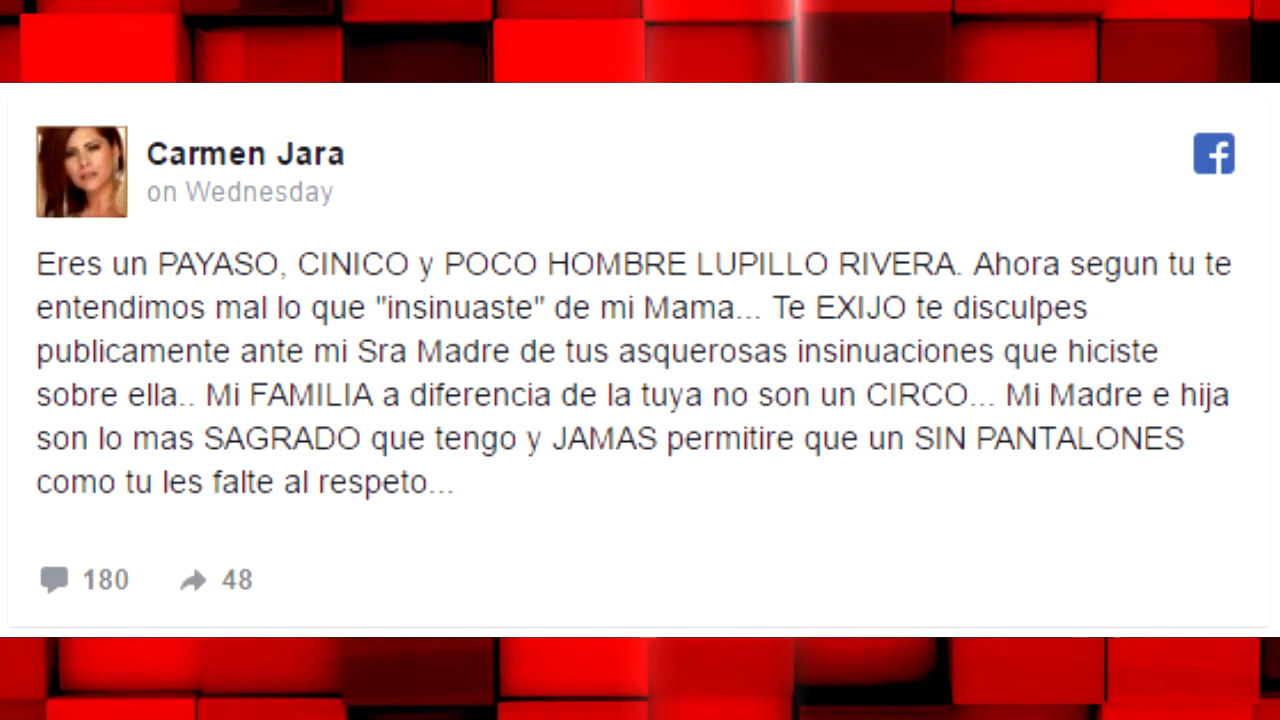 Carmen Jara
on Wednesday
Eres un PAYASO, CINICO y POCO HOMBRE LUPILLO RIVERA. Ahora segun tu te
entendimos mal lo que "insinuaste" de mi Mama... Te EXIJO te disculpes
publicamente ante mi Sra Madre de tus asquerosas insinuaciones que hiciste
sobre ella.. Mi FAMILIA a diferencia de la tuya no son un CIRCO... Mi Madre e hija
son lo mas SAGRADO que tengo y JAMAS permitire que un SIN PANTALONES
como tu les falte al respeto...
180 48